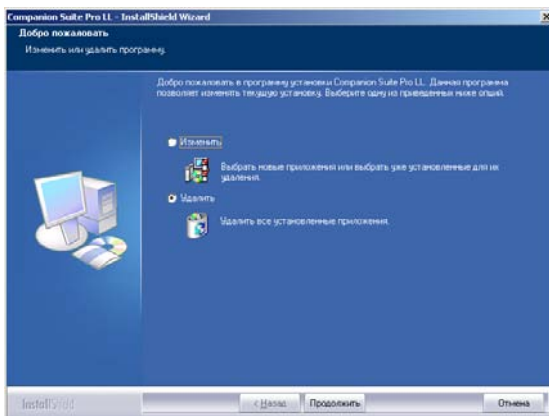 Companion Suite Pro LL - InstallShield Wizard
Добро пожаловать
Изменить или удалить программу.
Добро пожаловать в программу установки Companion Suite Pro LL. Данная программа
позволяет изменять текущую установку. Выберите одну из приведенных ниже опций.
Изменить
Выбрать новые приложения или выбрать уже установленные для их
удаления.
Удалить
Удалить все установленные приложения.
InstallShield
< Назад
Продолжить
Отмена